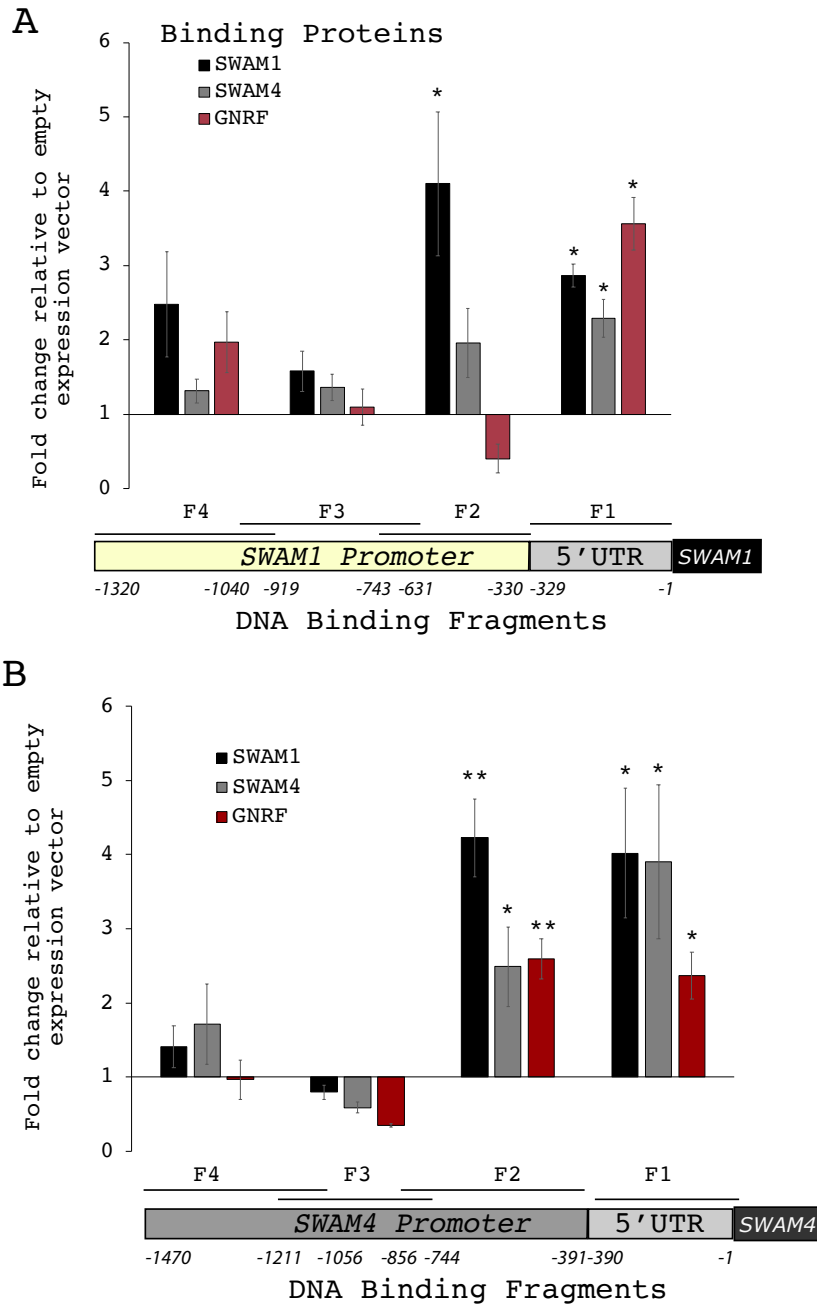 A
Binding Proteins
SWAM1
SWAM4
GNRF
Fold change relative to empty
expression vector
6
5
4
3
2
1
0
*
*
*
*
F4
F3
F2
F1
SWAM1 Promoter
5'UTR
SWAM1
-1320
-1040
-919
-743
-631
-330
-329
-1
DNA Binding Fragments
B
SWAM1
SWAM4
GNRF
Fold change relative to empty
expression vector
6
5
4
3
2
1
0
**
*
**
*
*
*
F4
F3
F2
F1
SWAM4 Promoter
5'UTR
SWAM4
-1470
-1211
-1056
-856
-744
-391
-390
-1
DNA Binding Fragments